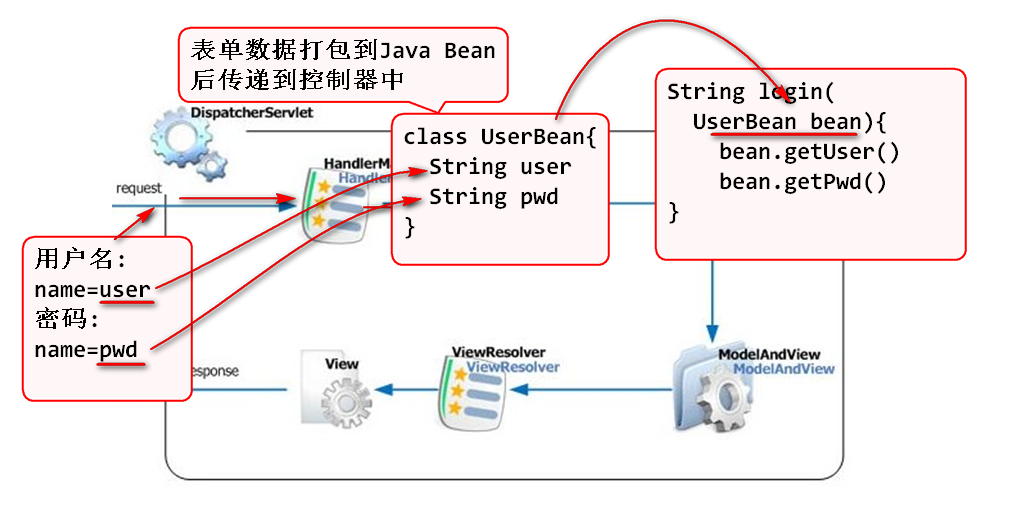 表单数据打包到Java Bean
后传递到控制器中
DispatcherServlet
String login(
UserBean bean){
bean.getUser()
bean.getPwd()
}
class UserBean{
String user
String pwd
}
HandlerM
Handler
request
用户名:
name=user
密码:
name=pwd
esponse
View
ViewResolver
ViewResolver
ModelAndView
ModelAndView